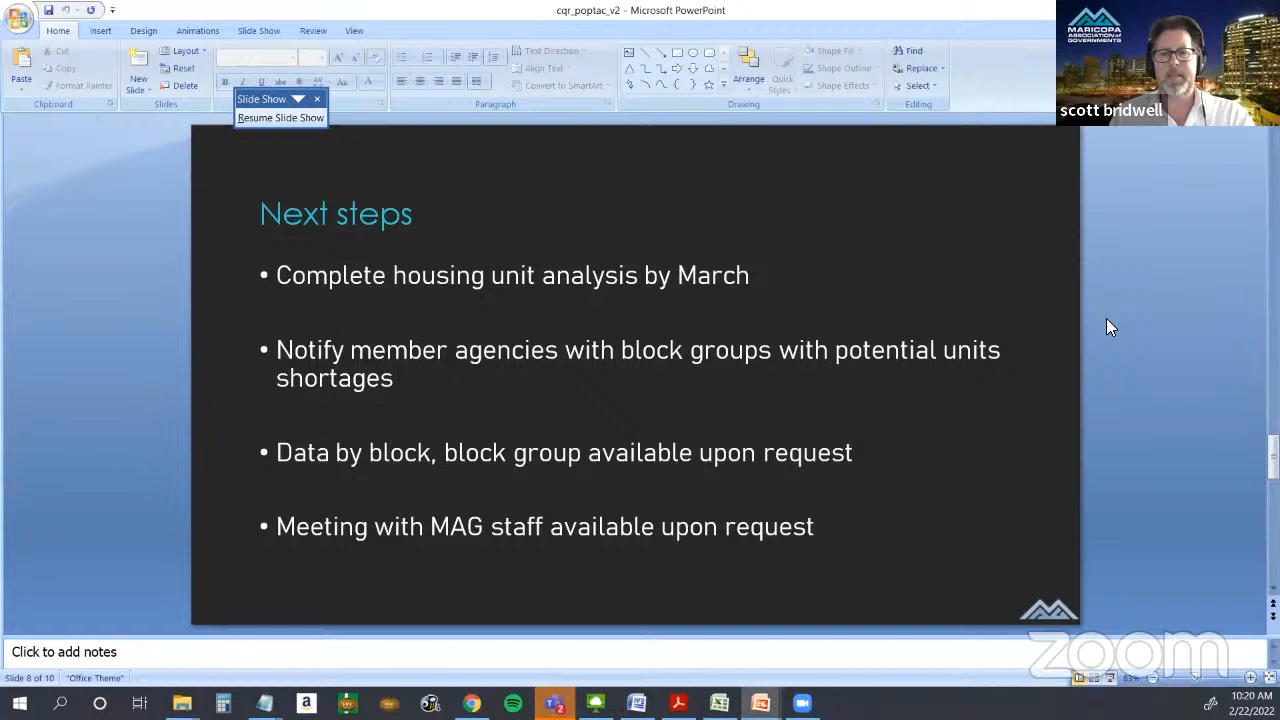 cqr_poptac_v2 - Microsoft PowerPoint
Home Insert Design Animations Slide Show Review View
Paste
Cut
Copy
Format Painter
Clipboard
New
Slide
Layout
Reset
Delete
Slides
B I U abc S AV Aa A
Text Direction
Align Text
SmartArt
Paragraph
Arrange
Quick
Styles
Shape Fill
Shape Outline
Shape Effects
Drawing
Find
Replace
Select
Editing
MARICOPA
ASSOCIATION of
GOVERNMENTS
scott bridwell
Slide Show
Resume Slide Show
Next steps
• Complete housing unit analysis by March
• Notify member agencies with block groups with potential units
shortages
• Data by block, block group available upon request
• Meeting with MAG staff available upon request
Click to add notes
zoom
Slide 8 of 10 "Office Theme" 83%
10:20 AM
2/22/2022